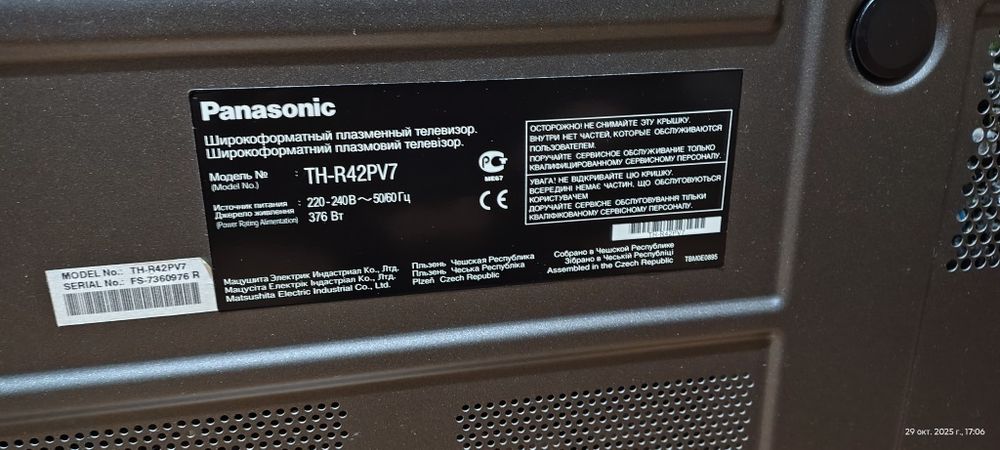 Panasonic
Широкоформатный плазменный телевизор.
Широкоформатний плазмовий телевізор.
Модель №
(Model No.)
: TH-R42PV7
Источник питания
Джерело живлення
(Power Rating Alimentation)
: 220-240В ~ 50/60 Гц
376 Вт
РС
ME67
CE
ОСТОРОЖНО! НЕ СНИМАЙТЕ ЭТУ КРЫШКУ.
ВНУТРИ НЕТ ЧАСТЕЙ, КОТОРЫЕ ОБСЛУЖИВАЮТСЯ
ПОЛЬЗОВАТЕЛЕМ.
ПОРУЧАЙТЕ СЕРВИСНОЕ ОБСЛУЖИВАНИЕ ТОЛЬКО
КВАЛИФИЦИРОВАННОМУ СЕРВИСНОМУ ПЕРСОНАЛУ.
УВАГА! НЕ ВІДКРИВАЙТЕ ЦЮ КРИШКУ.
ВСЕРЕДИНІ НЕМАЄ ЧАСТИН, ЩО ОБСЛУГОВУЮТЬСЯ
КОРИСТУВАЧЕМ
ДОРУЧАЙТЕ СЕРВІСНЕ ОБСЛУГОВУВАННЯ ТІЛЬКИ
КВАЛІФІКОВАНОМУ СЕРВІСНОМУ ПЕРСОНАЛУ.
TH-R42PV7
Мацушита Электрик Индастриал Ко., Лтд.
Мацусіта Електрік Індастріал Ко., Лтд.
Matsushita Electric Industrial Co., Ltd.
Пльзень, Чешская Республика
Пльзень, Чеська Республіка
Plzeň, Czech Republic
Собрано в Чешской Республике
Зібрано в Чеській Республіці
Assembled in the Czech Republic
TBM0E0895
MODEL No.: TH-R42PV7
SERIAL No.: FS-7360976 R
29 окт. 2025 г., 17:06